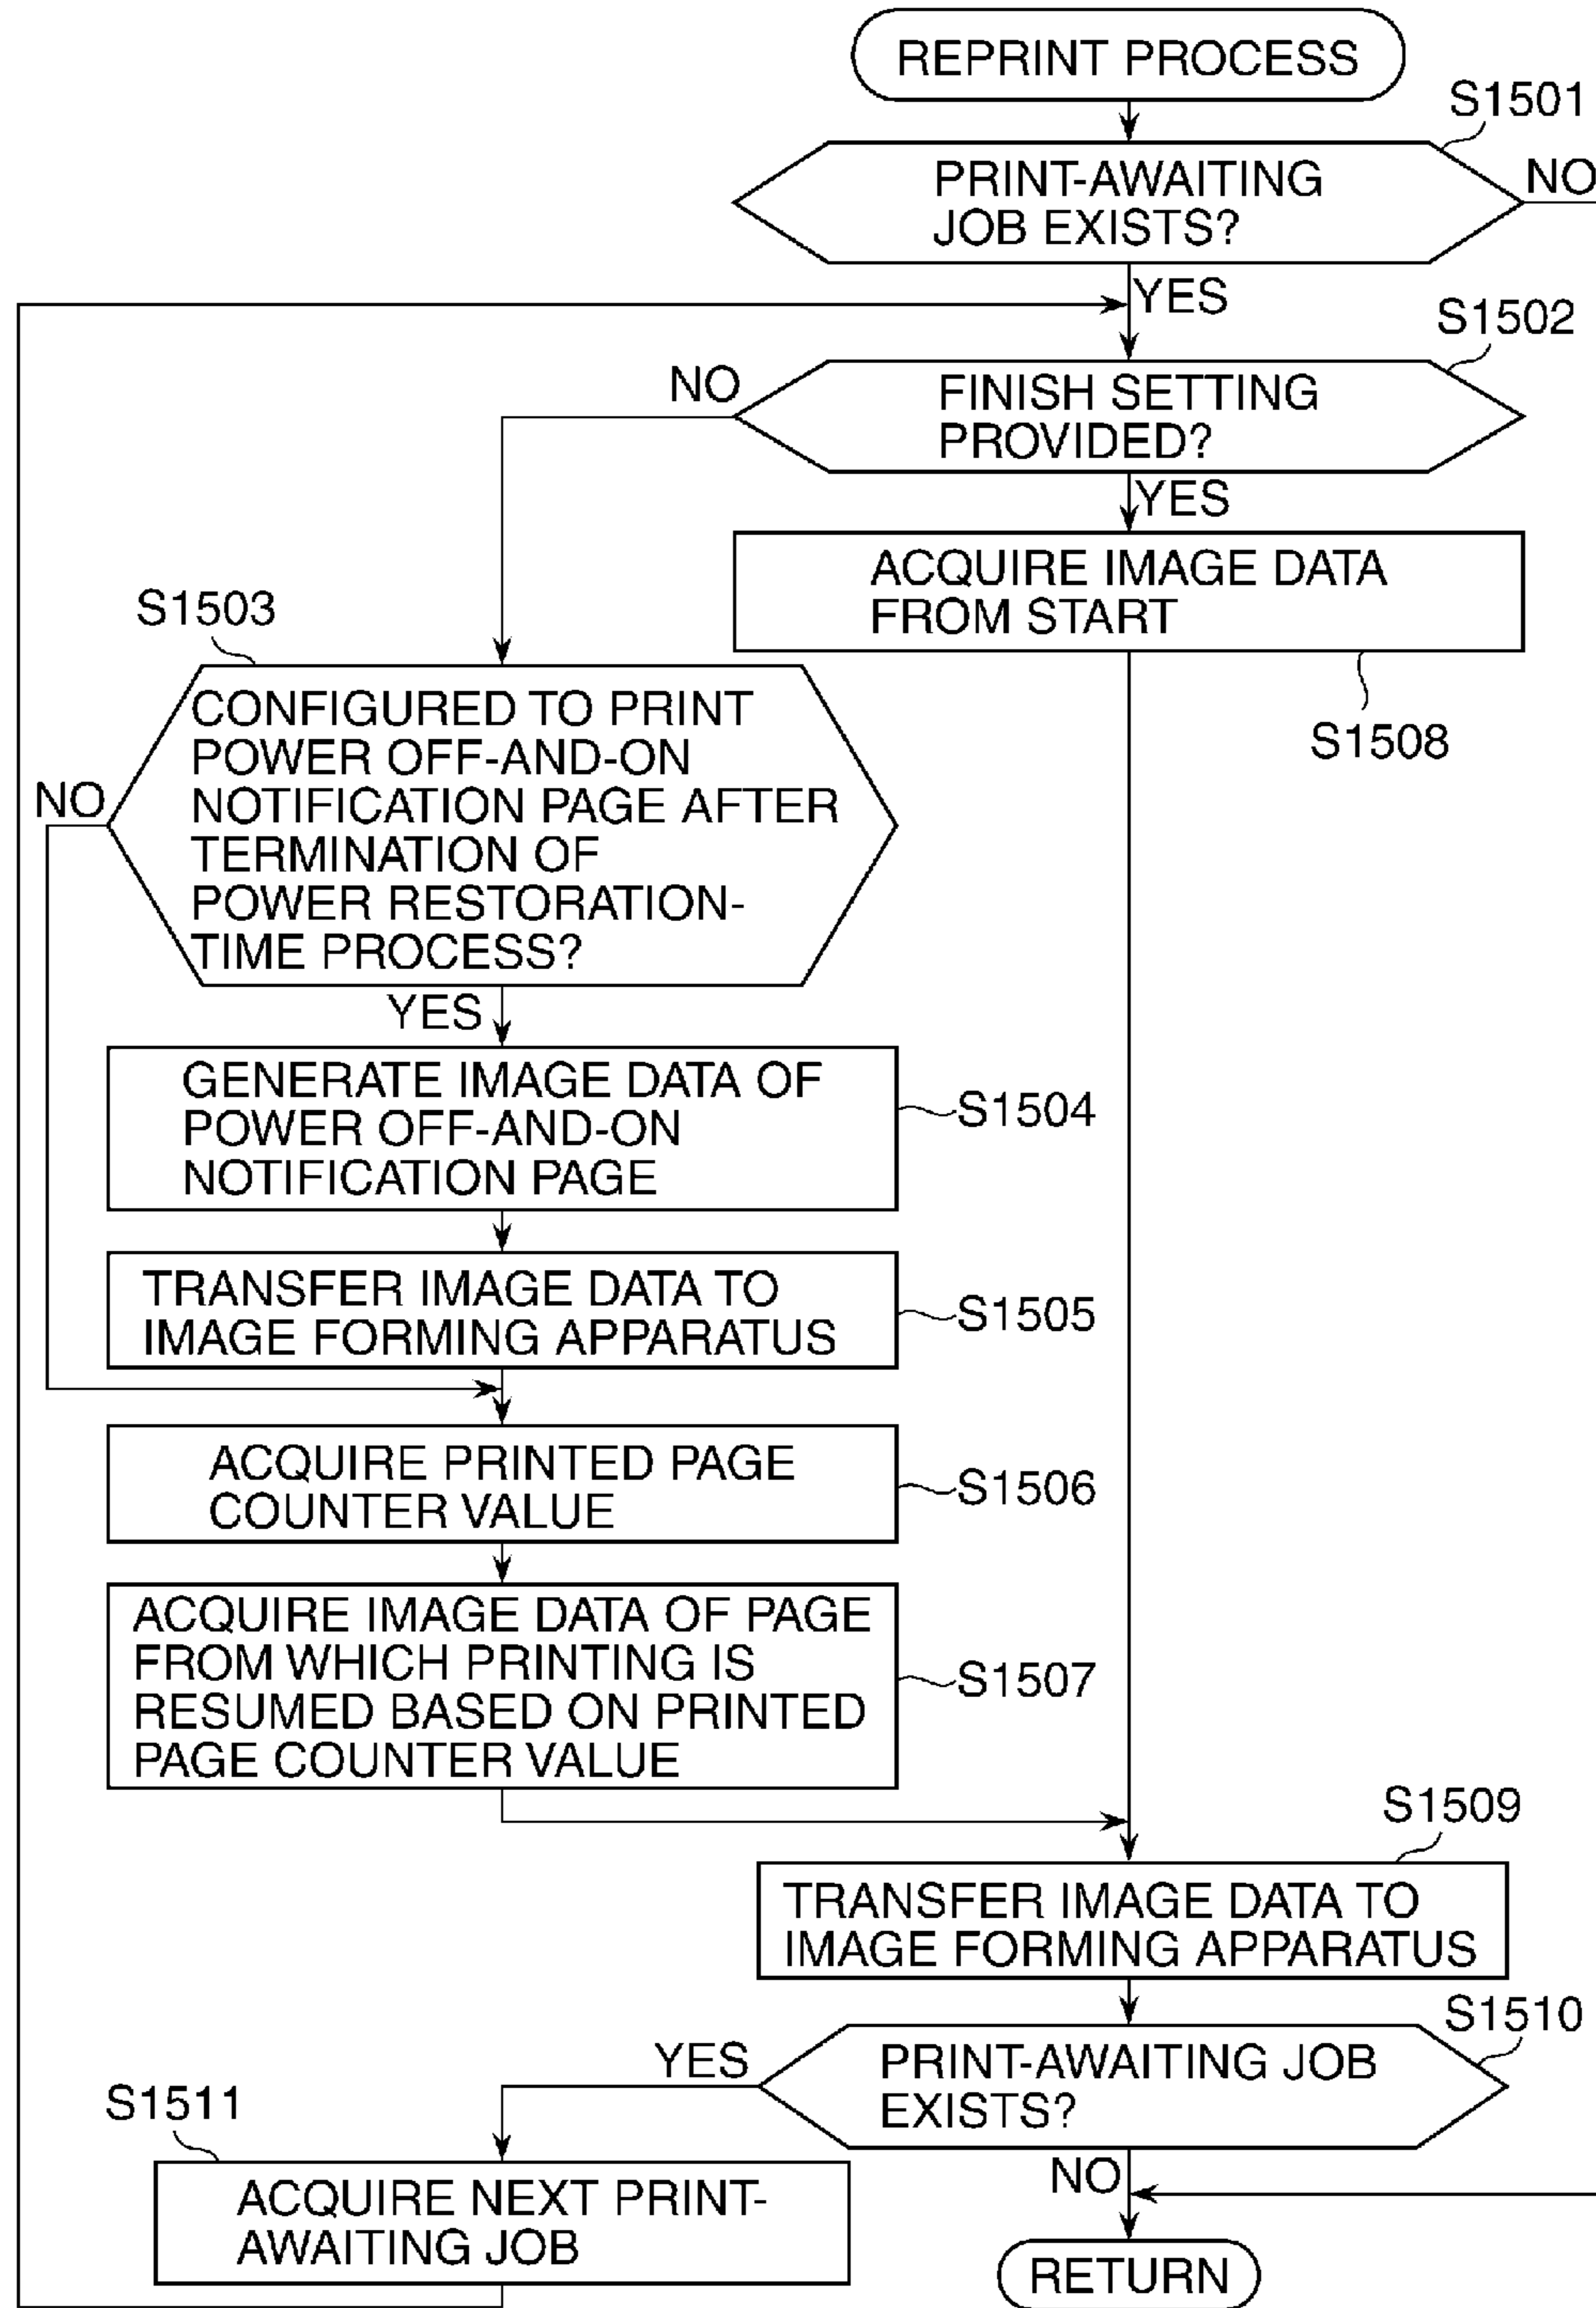 REPRINT PROCESS
S1501
PRINT-AWAITING
JOB EXISTS?
NO
YES
S1502
NO
FINISH SETTING
PROVIDED?
YES
ACQUIRE IMAGE DATA
FROM START
S1508
S1503
CONFIGURED TO PRINT
POWER OFF-AND-ON
NOTIFICATION PAGE AFTER
TERMINATION OF
POWER RESTORATION-
TIME PROCESS?
NO
YES
GENERATE IMAGE DATA OF
POWER OFF-AND-ON
NOTIFICATION PAGE
S1504
TRANSFER IMAGE DATA TO
IMAGE FORMING APPARATUS
S1505
ACQUIRE PRINTED PAGE
COUNTER VALUE
S1506
ACQUIRE IMAGE DATA OF PAGE
FROM WHICH PRINTING IS
RESUMED BASED ON PRINTED
PAGE COUNTER VALUE
S1507
S1509
TRANSFER IMAGE DATA TO
IMAGE FORMING APPARATUS
S1510
YES
PRINT-AWAITING JOB
EXISTS?
S1511
NO
ACQUIRE NEXT PRINT-
AWAITING JOB
RETURN